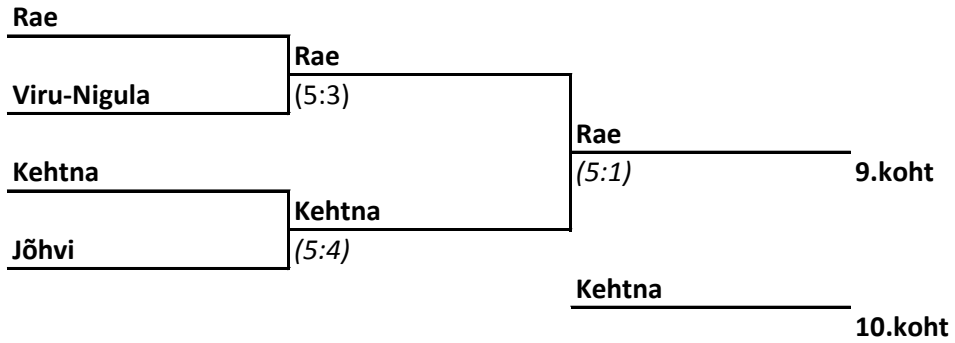 Rae
Rae
Viru-Nigula
(5:3)
Rae
Kehtna
(5:1)
9.koht
Kehtna
Jõhvi
(5:4)
Kehtna
10.koht